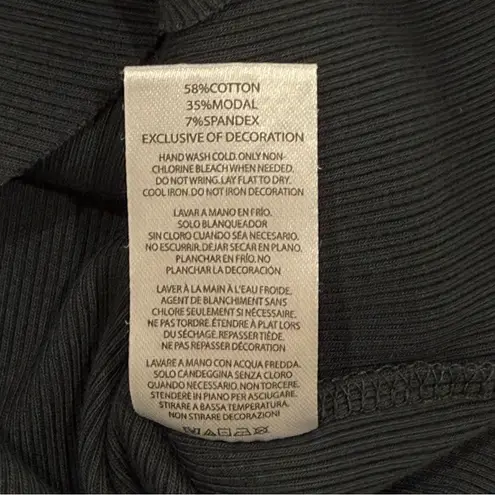 58%COTTON
35%MODAL
7%SPANDEX
EXCLUSIVE OF DECORATION
HAND WASH COLD. ONLY NON-
CHLORINE BLEACH WHEN NEEDED.
DO NOT WRING. LAY FLAT TO DRY.
COOL IRON. DO NOT IRON DECORATION
LAVAR A MANO EN FRÍO.
SOLO BLANQUEADOR
SIN CLORO CUANDO SEA NECESARIO.
NO ESCURRIR. DEJAR SECAR EN PLANO.
PLANCHAR EN FRÍO. NO
PLANCHAR LA DECORACIÓN
LAVER À LA MAIN À L'EAU FROIDE,
AGENT DE BLANCHIMENT SANS
CHLORE SEULEMENT SI NÉCESSAIRE.
NE PAS TORDRE. ÉTENDRE À PLAT LORS
DU SÉCHAGE. REPASSER TIÈDE.
NE PAS REPASSER DÉCORATION
LAVARE A MANO CON ACQUA FREDDA.
SOLO CANDEGGINA SENZA CLORO
QUANDO NECESSARIO. NON TORCERE.
STENDERE IN PIANO PER ASCIUGARE.
STIRARE A BASSA TEMPERATURA.
NON STIRARE DECORAZIONI